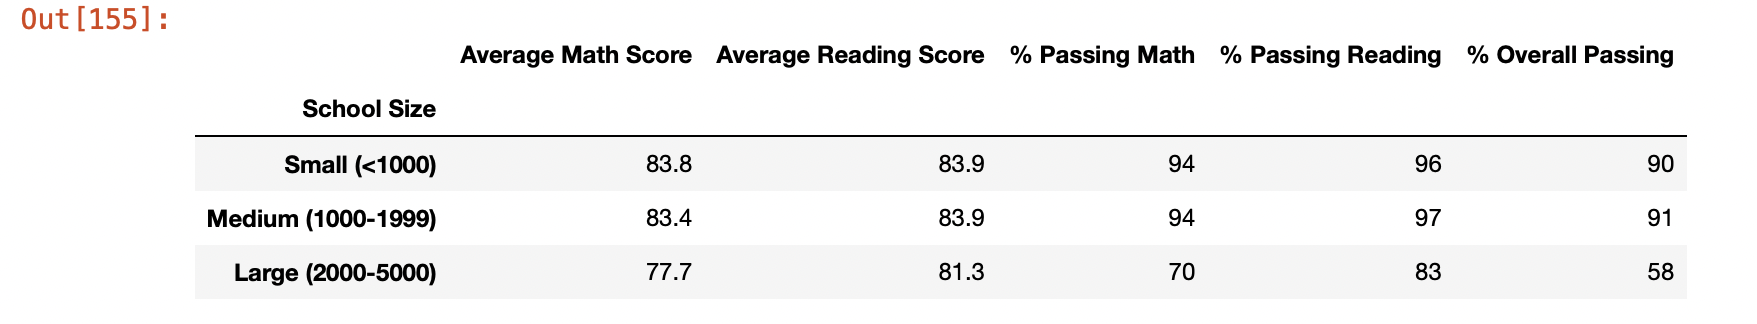 Out[155]:
Average Math Score Average Reading Score % Passing Math % Passing Reading % Overall Passing
School Size
Small (<1000) 83.8 83.9 94 96 90
Medium (1000-1999) 83.4 83.9 94 97 91
Large (2000-5000) 77.7 81.3 70 83 58